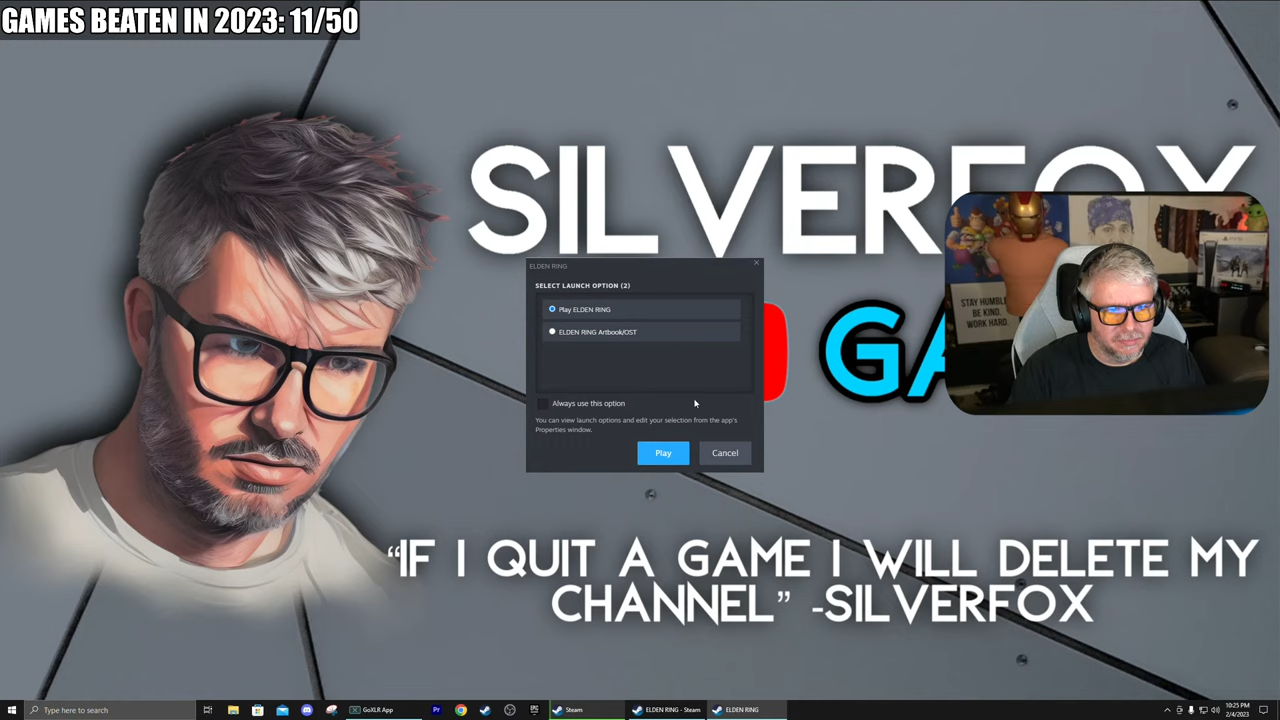 GAMES BEATEN IN 2023: 11/50
SILVERFOX
GA
STAY HUMBLE.
BE KIND.
WORK HARD.
ELDEN RING
SELECT LAUNCH OPTION (2)
Play ELDEN RING
ELDEN RING Artbook/OST
Always use this option
You can view launch options and edit your selection from the app's
Properties window.
Play
Cancel
"IF I QUIT A GAME I WILL DELETE MY
CHANNEL" -SILVERFOX
Type here to search
GoXLR App
Steam
ELDEN RING - Steam
ELDEN RING
10:25 PM
2/4/2023